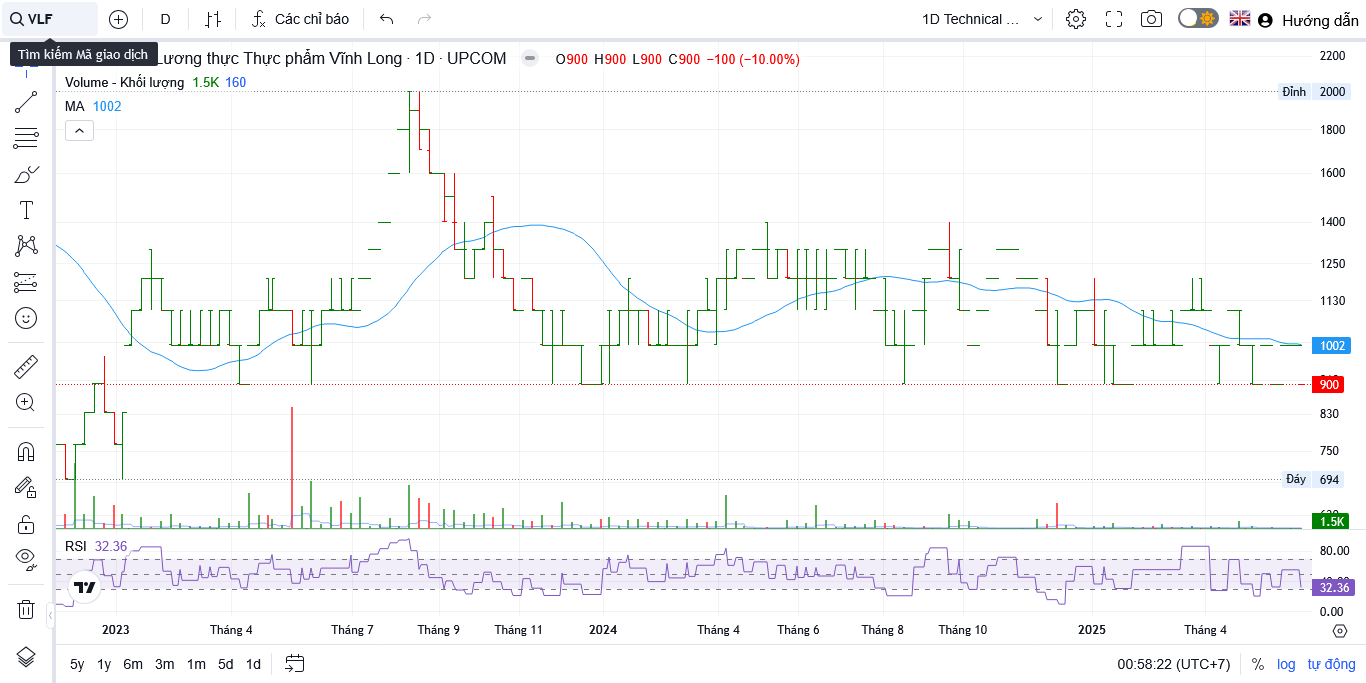 VLF
D
Các chỉ báo
1D Technical ...
Hướng dẫn
Tìm kiếm Mã giao dịch
Lương thực Thực phẩm Vĩnh Long · 1D · UPCOM
O900 H900 L900 C900 −100 (−10.00%)
Volume - Khối lượng 1.5K 160
MA 1002
2200
Đỉnh 2000
1800
1600
1400
1250
1130
1002
900
830
750
Đáy 694
1.5K
RSI 32.36
80.00
32.36
0.00
2023 Tháng 4 Tháng 7 Tháng 9 Tháng 11 2024 Tháng 4 Tháng 6 Tháng 8 Tháng 10 2025 Tháng 4
5y 1y 6m 3m 1m 5d 1d
00:58:22 (UTC+7) % log tự động